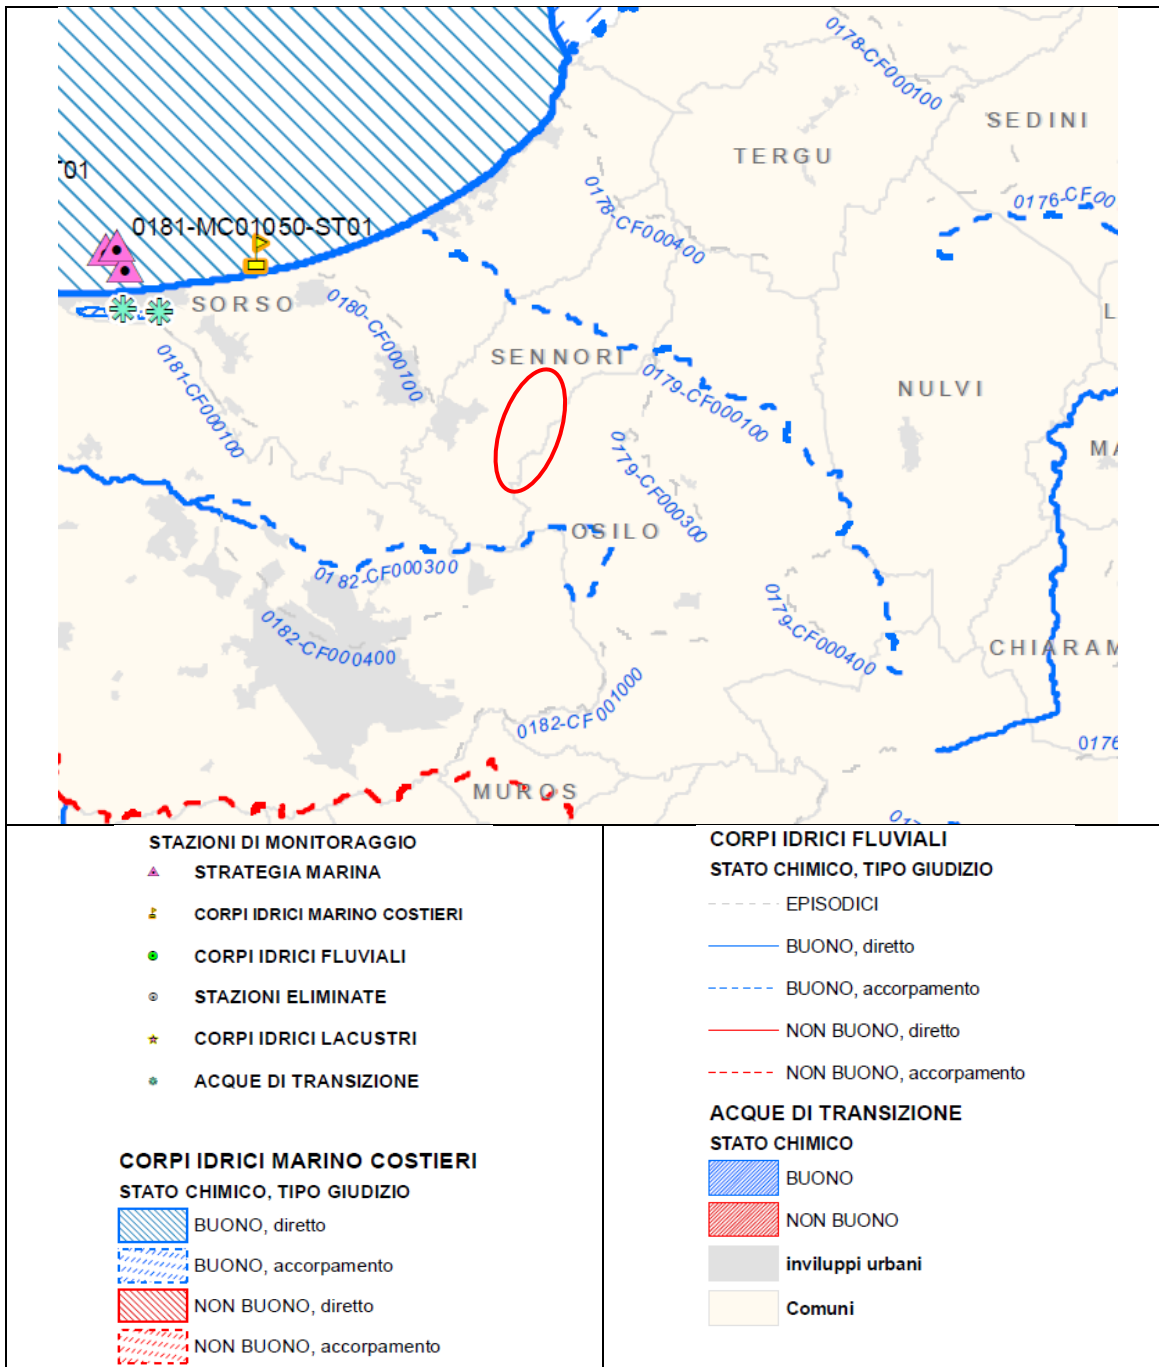 0178-CF000100
SEDINI
TERGU
T01
0176-CF00
0178-CF000400
0181-MC01050-ST01
SORSO
0180-CF000100
L
SENNORI
0181-CF000100
0179-CF000100
NULVI
MA
0179-CF000300
OSILO
0182-CF000300
0182-CF000400
0179-CF000400
CHIARAM
0182-CF001000
0176
MUROS
STAZIONI DI MONITORAGGIO
STRATEGIA MARINA
CORPI IDRICI MARINO COSTIERI
CORPI IDRICI FLUVIALI
STAZIONI ELIMINATE
CORPI IDRICI LACUSTRI
ACQUE DI TRANSIZIONE
CORPI IDRICI MARINO COSTIERI
STATO CHIMICO, TIPO GIUDIZIO
BUONO, diretto
BUONO, accorpamento
NON BUONO, diretto
NON BUONO, accorpamento
CORPI IDRICI FLUVIALI
STATO CHIMICO, TIPO GIUDIZIO
EPISODICI
BUONO, diretto
BUONO, accorpamento
NON BUONO, diretto
NON BUONO, accorpamento
ACQUE DI TRANSIZIONE
STATO CHIMICO
BUONO
NON BUONO
inviluppi urbani
Comuni